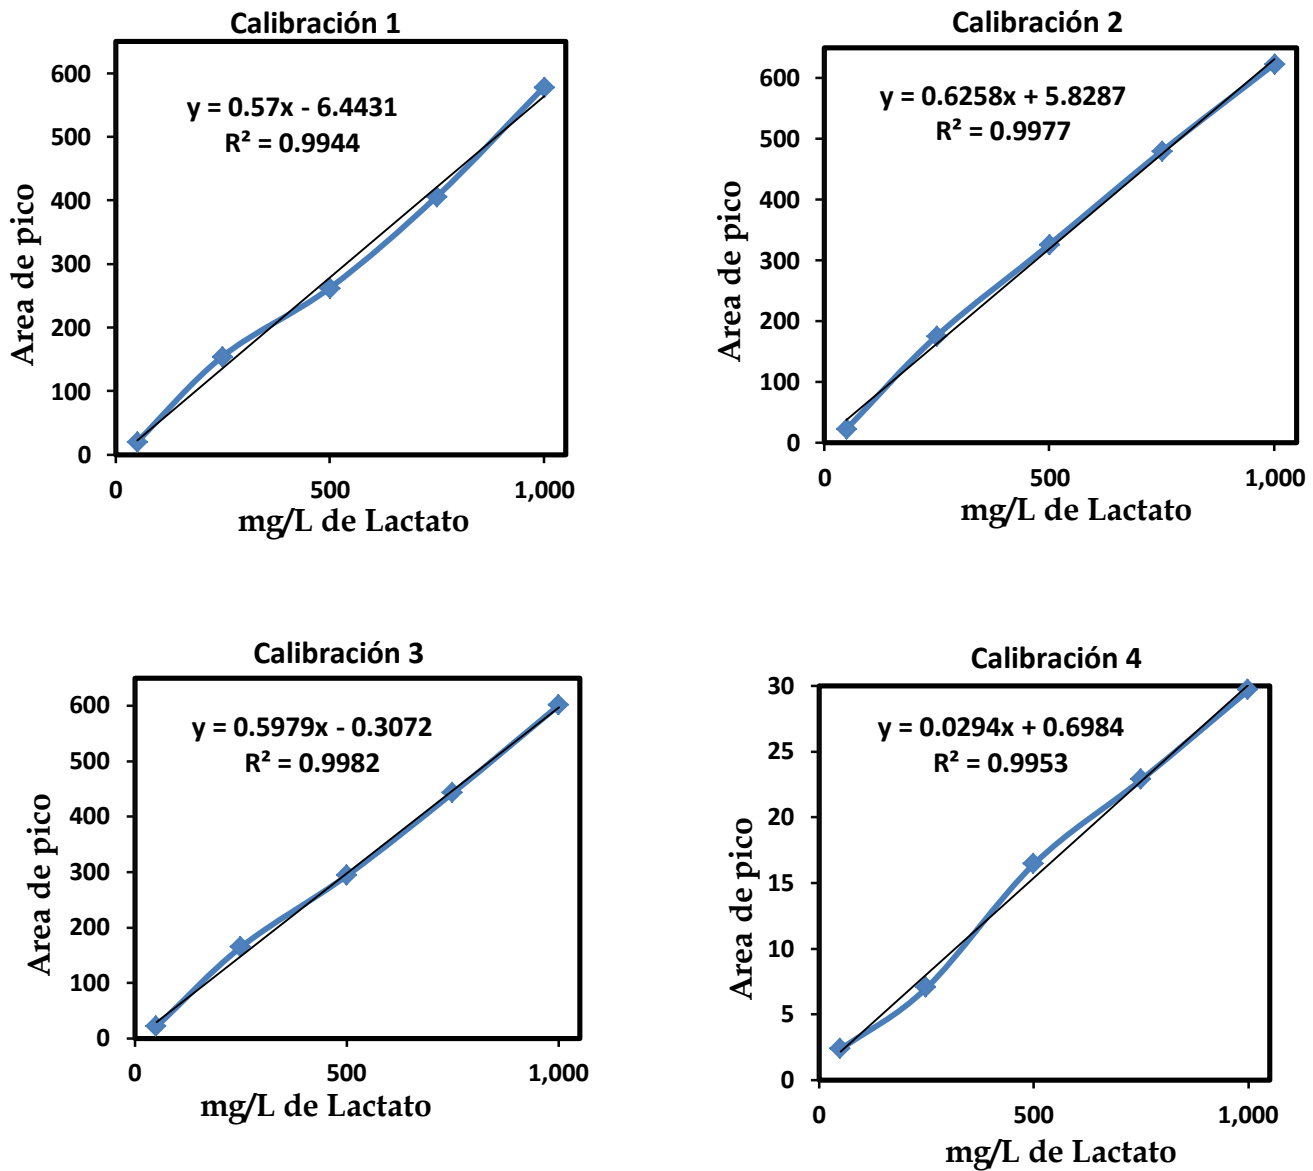 Calibración 1
y = 0.57x - 6.4431
R² = 0.9944
600
500
400
300
200
100
0
0 500 1,000
Area de pico
mg/L de Lactato
Calibración 2
y = 0.6258x + 5.8287
R² = 0.9977
600
500
400
300
200
100
0
0 500 1,000
Area de pico
mg/L de Lactato
Calibración 3
y = 0.5979x - 0.3072
R² = 0.9982
600
500
400
300
200
100
0
0 500 1,000
Area de pico
mg/L de Lactato
Calibración 4
y = 0.0294x + 0.6984
R² = 0.9953
30
25
20
15
10
5
0
0 500 1,000
Area de pico
mg/L de Lactato